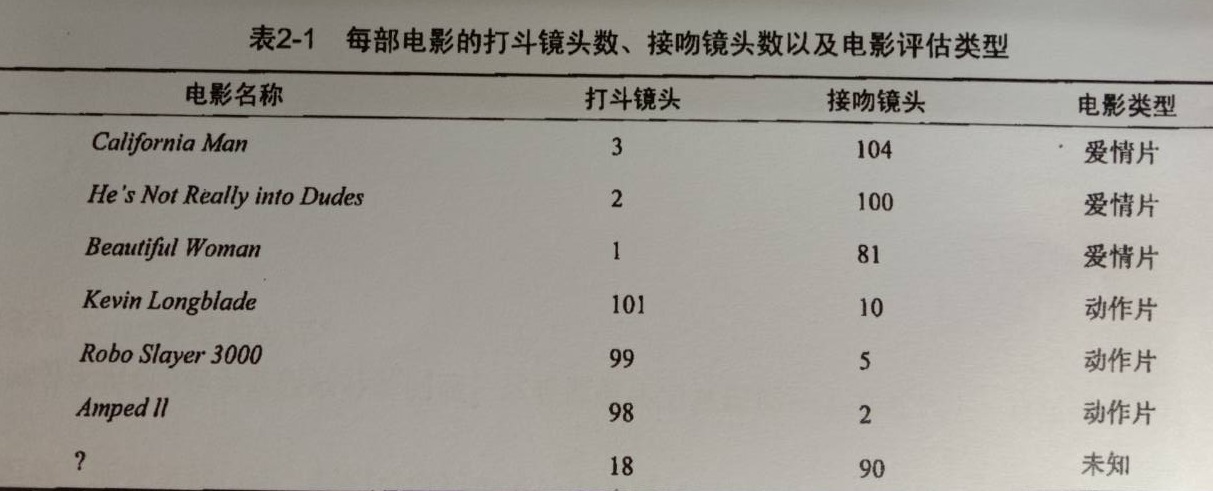 表2-1 每部电影的打斗镜头数、接吻镜头数以及电影评估类型
电影名称 打斗镜头 接吻镜头 电影类型
California Man 3 104 爱情片
He's Not Really into Dudes 2 100 爱情片
Beautiful Woman 1 81 爱情片
Kevin Longblade 101 10 动作片
Robo Slayer 3000 99 5 动作片
Amped ll 98 2 动作片
? 18 90 未知